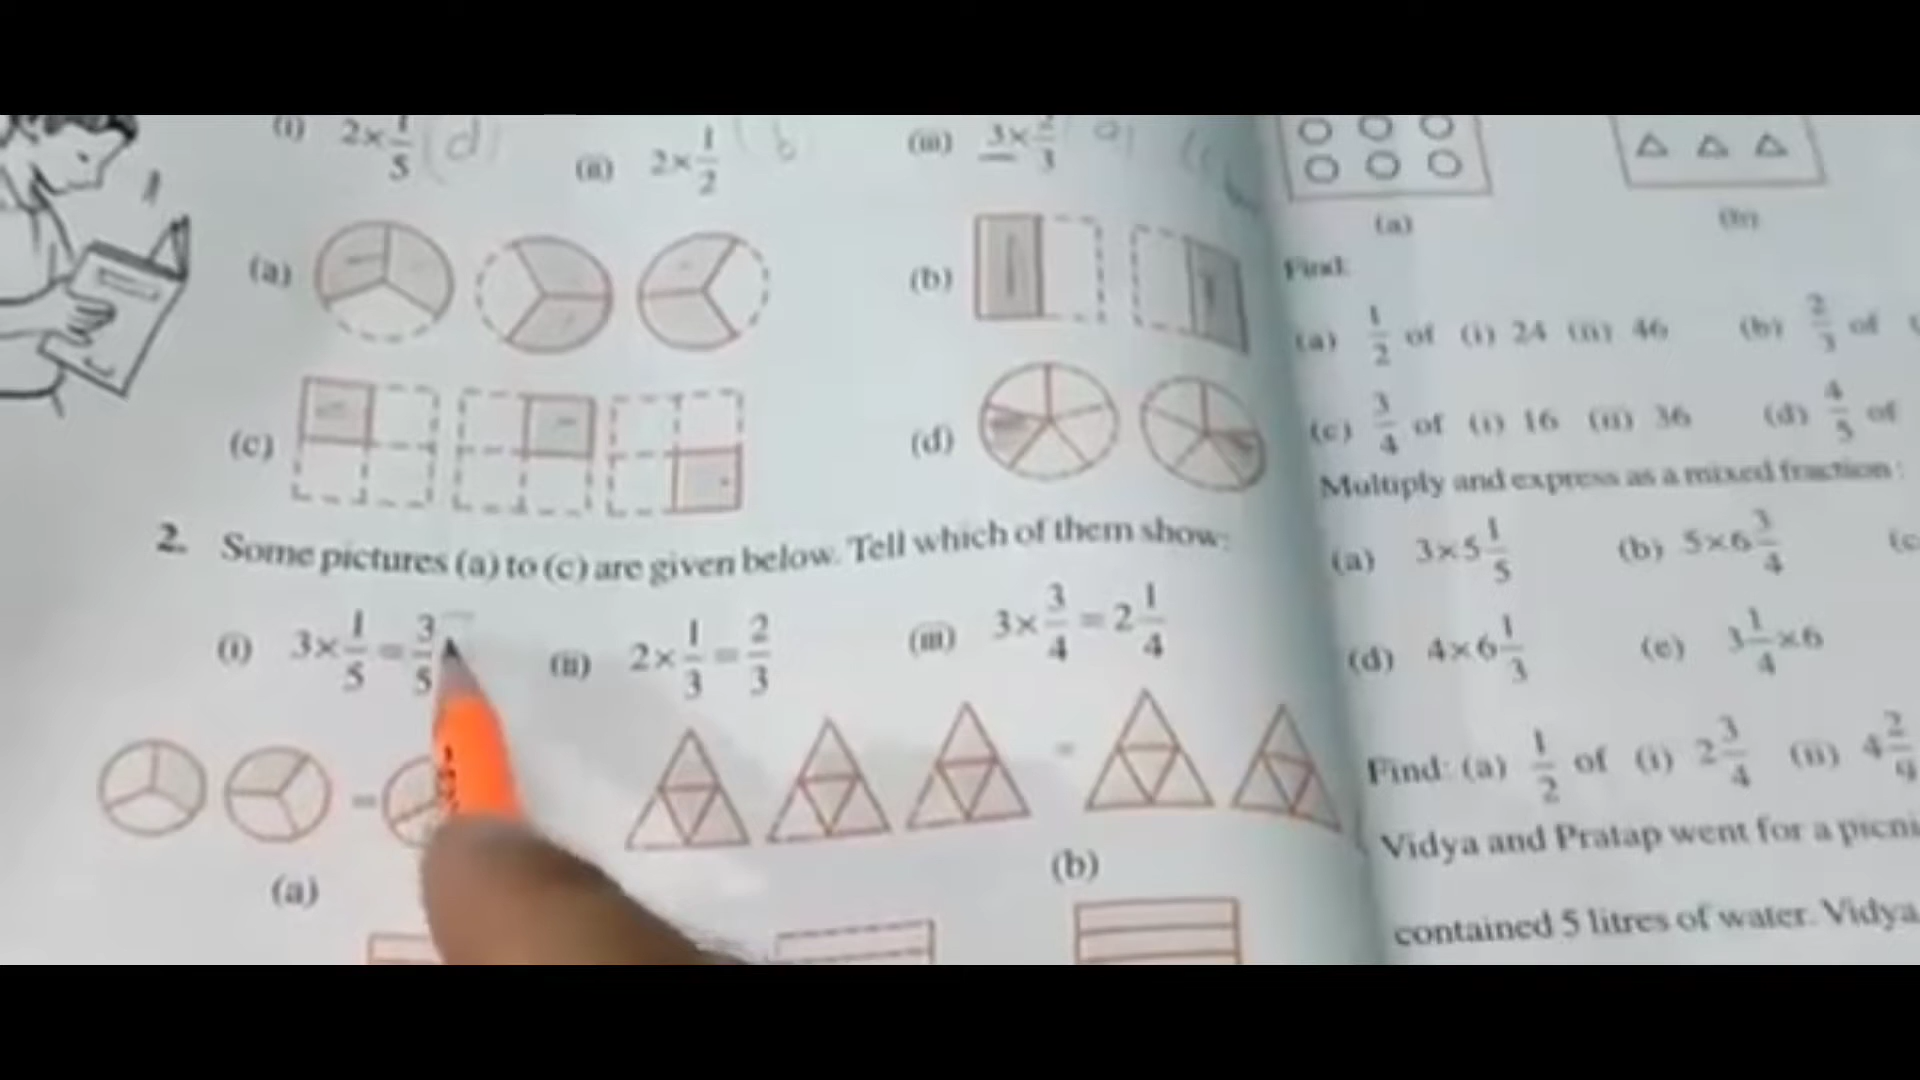 (i) 2×1/5 (d)
(ii) 2×1/2 (b)
(iii) 3×2/3
(a)
(b)
(c)
(d)
2. Some pictures (a) to (c) are given below. Tell which of them show:
(i) 3×1/5=3/5 (ii) 2×1/3=2/3 (iii) 3×3/4=2 1/4
=
=
(a)
(b)
(a) (b)
Find:
(a) 1/2 of (i) 24 (ii) 46 (b) 2/3 of
(c) 3/4 of (i) 16 (ii) 36 (d) 4/5 of
Multiply and express as a mixed fraction :
(a) 3×5 1/5 (b) 5×6 3/4 (c
(d) 4×6 1/3 (e) 3 1/4×6
Find: (a) 1/2 of (i) 2 3/4 (ii) 4 2/9
Vidya and Pratap went for a picni
contained 5 litres of water. Vidya